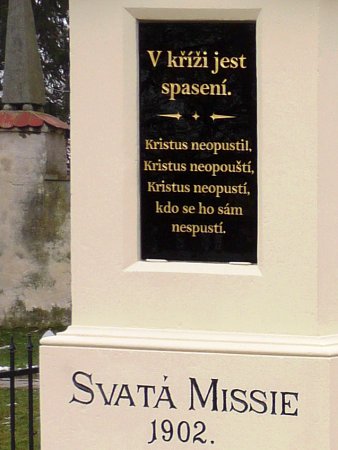 V kříži jest
spasení.
Kristus neopustil,
Kristus neopouští,
Kristus neopustí,
kdo se ho sám
nespustí.
SVATÁ MISSIE
1902.